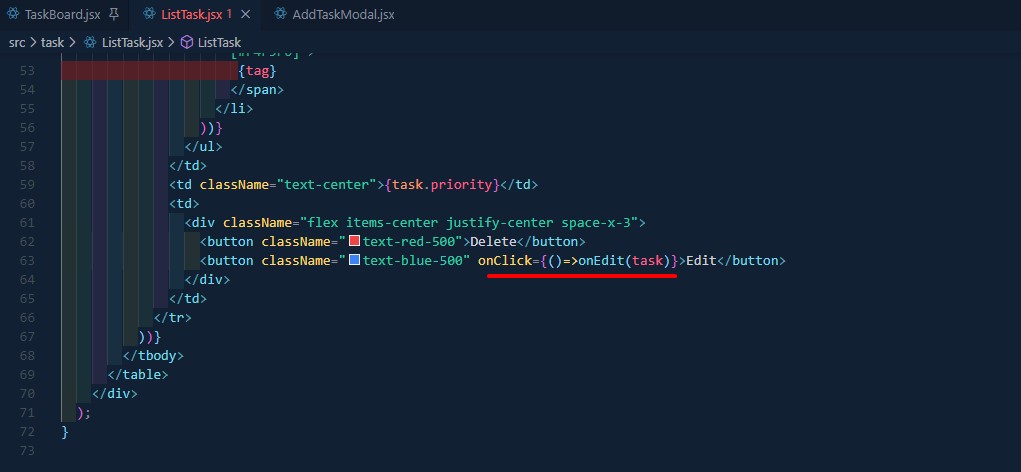 TaskBoard.jsx
ListTask.jsx 1
AddTaskModal.jsx
src > task > ListTask.jsx > ListTask
53 {tag}
54 </span>
55 </li>
56 ))}
57 </ul>
58 </td>
59 <td className="text-center">{task.priority}</td>
60 <td>
61 <div className="flex items-center justify-center space-x-3">
62 <button className="text-red-500">Delete</button>
63 <button className="text-blue-500" onClick={()=>onEdit(task)}>Edit</button>
64 </div>
65 </td>
66 </tr>
67 ))}
68 </tbody>
69 </table>
70 </div>
71 );
72 }
73